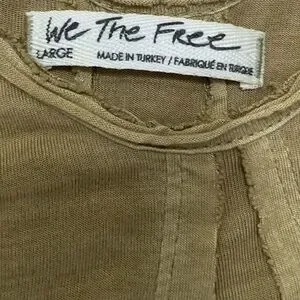 We The Free
LARGE
MADE IN TURKEY / FABRIQUÉ EN TURQUIE